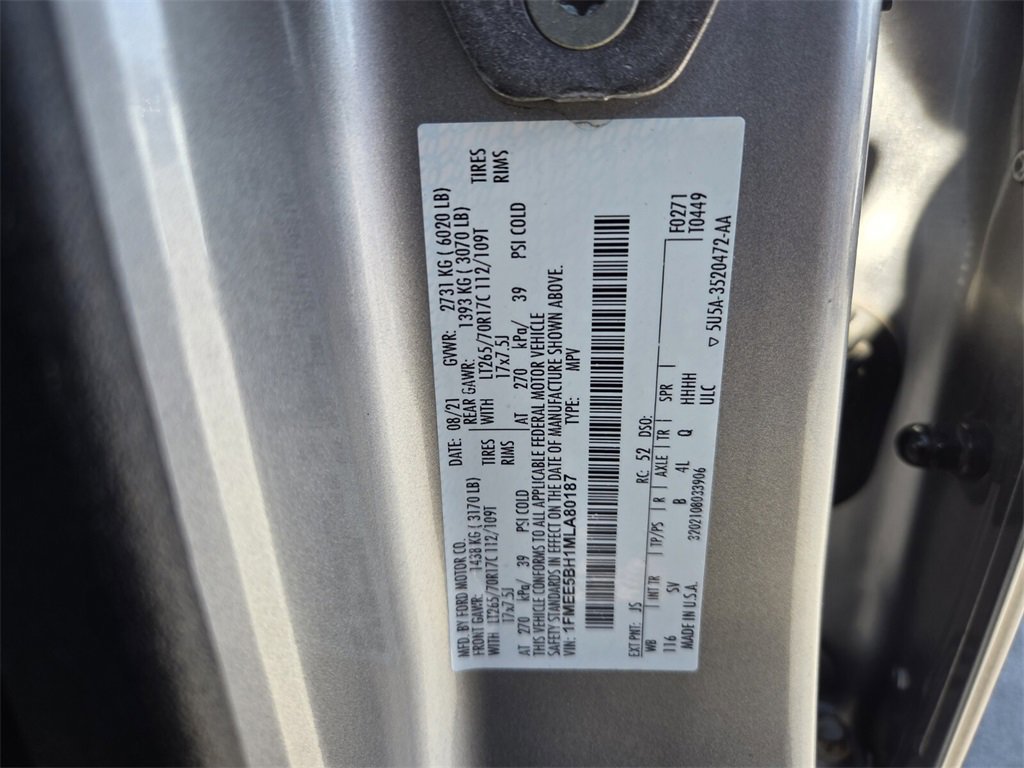 MFD. BY FORD MOTOR CO. DATE: 08/21 GVWR: 2731 KG ( 6020 LB)
FRONT GAWR: 1438 KG ( 3170 LB) REAR GAWR: 1393 KG ( 3070 LB)
WITH LT265/70R17C 112/109T TIRES WITH LT265/70R17C 112/109T TIRES
17x7.5J RIMS 17x7.5J RIMS
AT 270 kPa/ 39 PSI COLD AT 270 kPa/ 39 PSI COLD
THIS VEHICLE CONFORMS TO ALL APPLICABLE FEDERAL MOTOR VEHICLE
SAFETY STANDARDS IN EFFECT ON THE DATE OF MANUFACTURE SHOWN ABOVE.
VIN: 1FMEE5BH1MLA80187 TYPE: MPV
EXT PNT: JS RC: 52 DSO: F0271
WB INT TR TP/PS R AXLE TR SPR T0449
116 SV B 4L Q HHHH
MADE IN U.S.A. 3202108033906 ULC ▽ 5U5A-3520472-AA